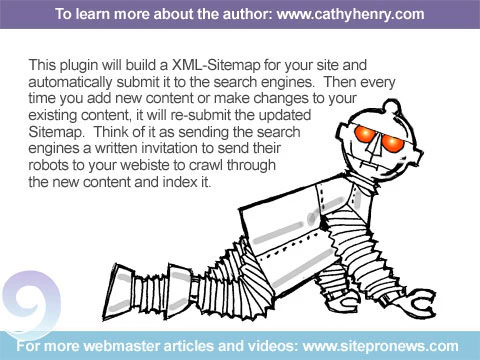 To learn more about the author: www.cathyhenry.com
This plugin will build a XML-Sitemap for your site and
automatically submit it to the search engines.  Then every
time you add new content or make changes to your
existing content, it will re-submit the updated
Sitemap.  Think of it as sending the search
engines a written invitation to send their
robots to your webiste to crawl through
the new content and index it.
9
For more webmaster articles and videos: www.sitepronews.com